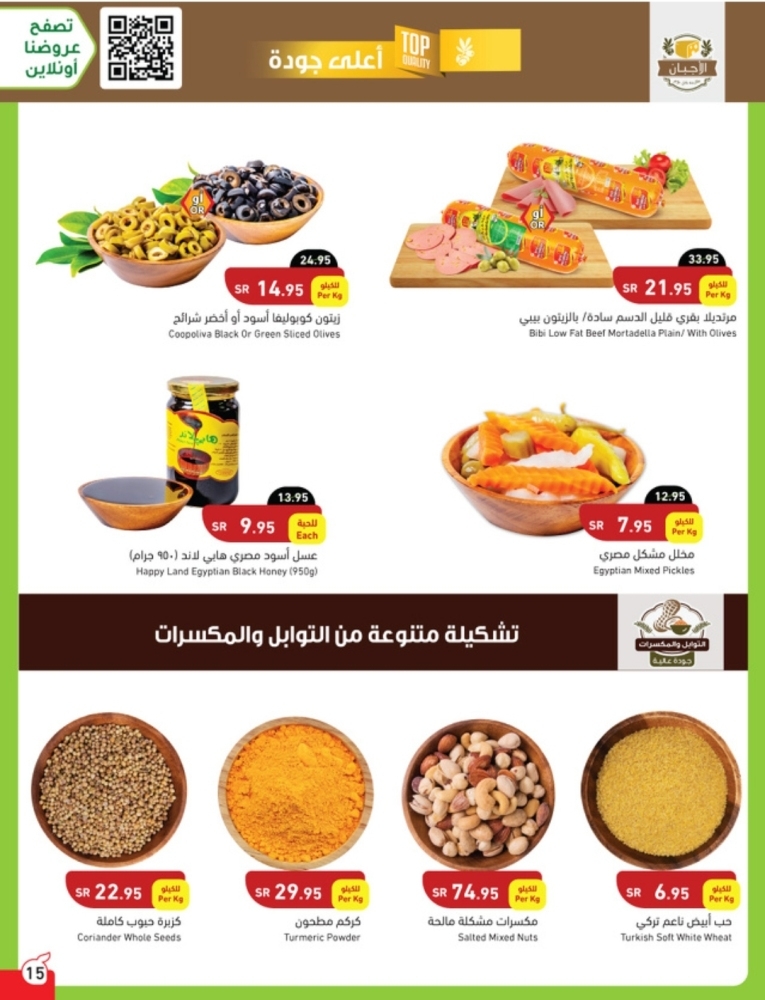 تصفح
عروضنا
أونلاين
أعلى جودة
TOP
QUALITY
الأجبان
أو
OR
24.95
SR 14.95
للكيلو
Per Kg
زيتون كوبوليفا أسود أو أخضر شرائح
Coopoliva Black Or Green Sliced Olives
أو
OR
33.95
SR 21.95
للكيلو
Per Kg
مرتديلا بقري قليل الدسم سادة/ بالزيتون بيبي
Bibi Low Fat Beef Mortadella Plain/ With Olives
هابي لاند
13.95
SR 9.95
للحبة
Each
عسل أسود مصري هابي لاند (٩٥٠ جرام)
Happy Land Egyptian Black Honey (950g)
12.95
SR 7.95
للكيلو
Per Kg
مخلل مشكل مصري
Egyptian Mixed Pickles
تشكيلة متنوعة من التوابل والمكسرات
التوابل والمكسرات
جودة عالية
SR 22.95
للكيلو
Per Kg
كزبرة حبوب كاملة
Coriander Whole Seeds
SR 29.95
للكيلو
Per Kg
كركم مطحون
Turmeric Powder
SR 74.95
للكيلو
Per Kg
مكسرات مشكلة مالحة
Salted Mixed Nuts
SR 6.95
للكيلو
Per Kg
حب أبيض ناعم تركي
Turkish Soft White Wheat
15